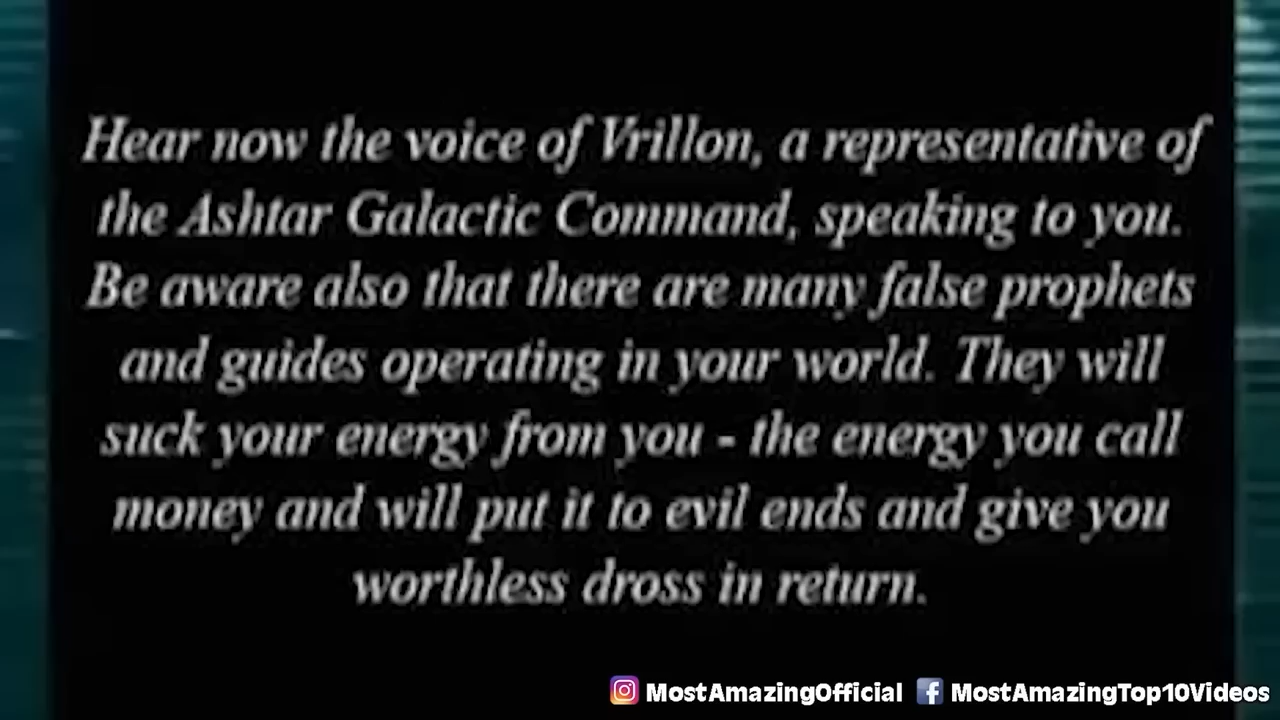 Hear now the voice of Vrillon, a representative of
the Ashtar Galactic Command, speaking to you.
Be aware also that there are many false prophets
and guides operating in your world. They will
suck your energy from you - the energy you call
money and will put it to evil ends and give you
worthless dross in return.
MostAmazingOfficial MostAmazingTop10Videos